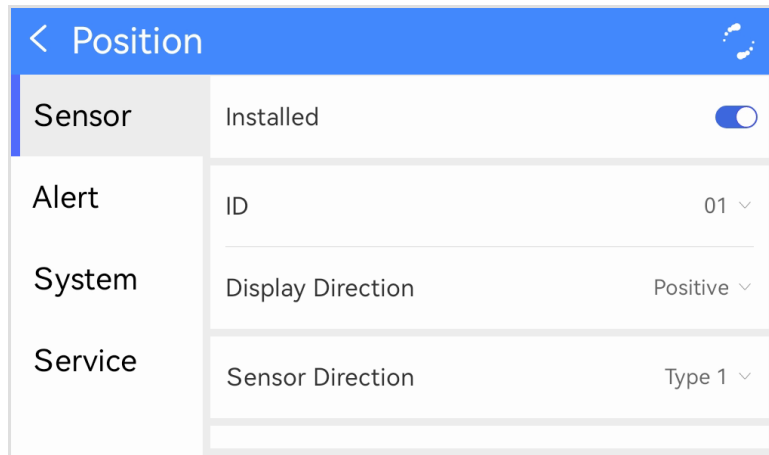 Position
Sensor
Installed
Alert
ID
01
System
Display Direction
Positive
Service
Sensor Direction
Type 1